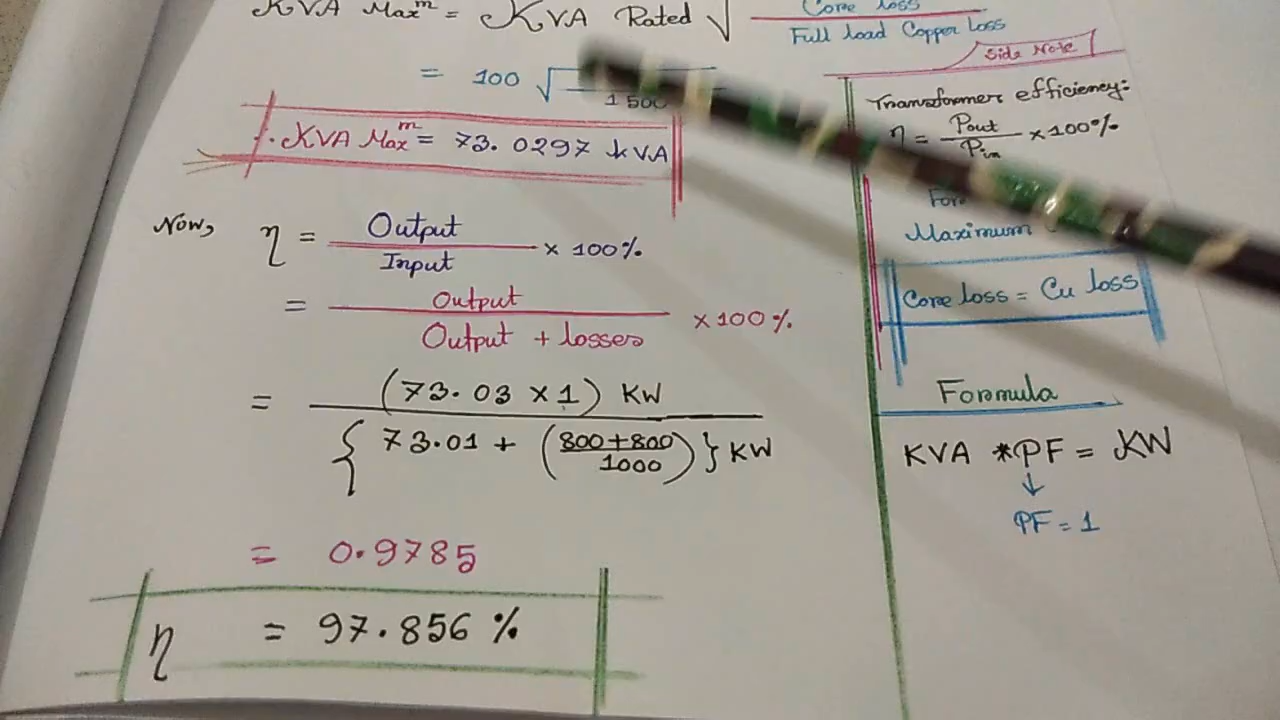 KVA Maxᵐ = KVA Rated √ Core loss
Full load Copper Loss
= 100 √
1500
KVA Maxᵐ = 73.0297 kVA
Now, η = Output × 100%
Input
= Output × 100%
Output + losses
= (73.03 × 1) KW
{ 73.01 + (800+800) } KW
1000
= 0.9785
η = 97.856 %
Side Note
Transformer efficiency:
η = Pout × 100%
Pin
For
Maximum
Core loss = Cu loss
Formula
KVA * PF = KW
↓
PF = 1